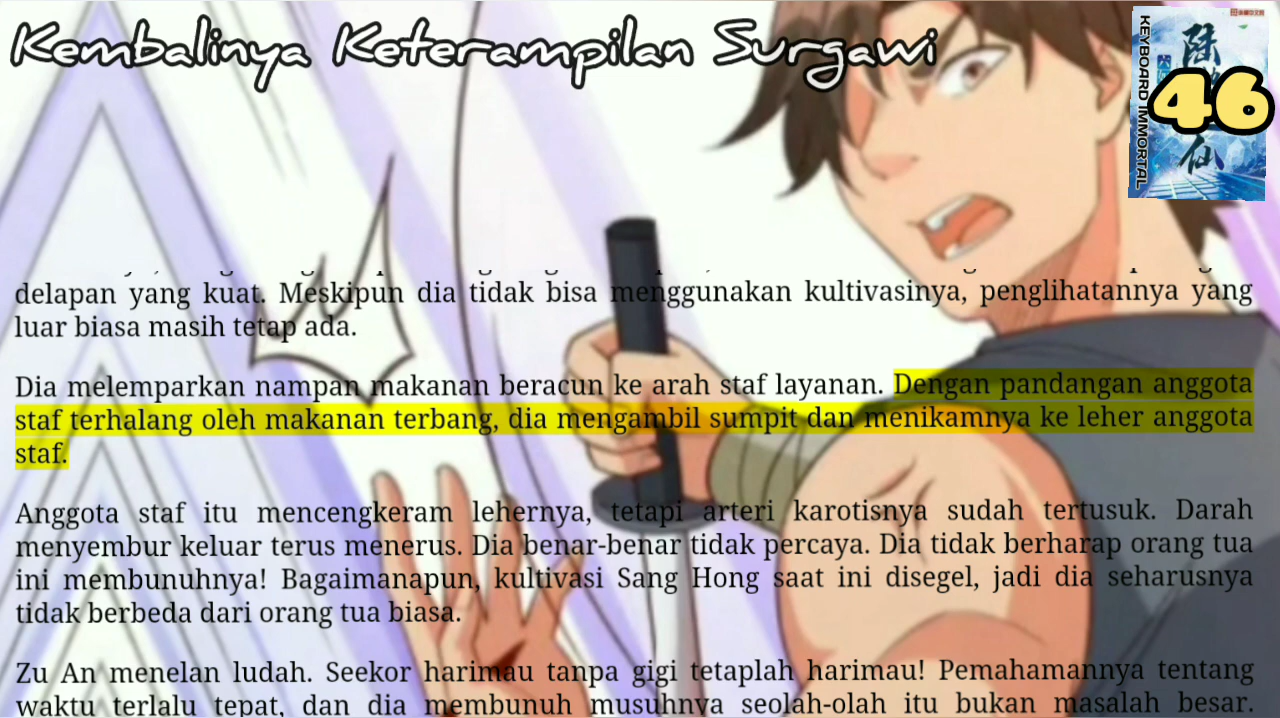 Kembalinya Keterampilan Surgawi
KEYBOARD IMMORTAL
46
delapan yang kuat. Meskipun dia tidak bisa menggunakan kultivasinya, penglihatannya yang
luar biasa masih tetap ada.
Dia melemparkan nampan makanan beracun ke arah staf layanan. Dengan pandangan anggota
staf terhalang oleh makanan terbang, dia mengambil sumpit dan menikamnya ke leher anggota
staf.
Anggota staf itu mencengkeram lehernya, tetapi arteri karotisnya sudah tertusuk. Darah
menyembur keluar terus menerus. Dia benar-benar tidak percaya. Dia tidak berharap orang tua
ini membunuhnya! Bagaimanapun, kultivasi Sang Hong saat ini disegel, jadi dia seharusnya
tidak berbeda dari orang tua biasa.
Zu An menelan ludah. Seekor harimau tanpa gigi tetaplah harimau! Pemahamannya tentang
waktu terlalu tepat, dan dia membunuh musuhnya seolah-olah itu bukan masalah besar.